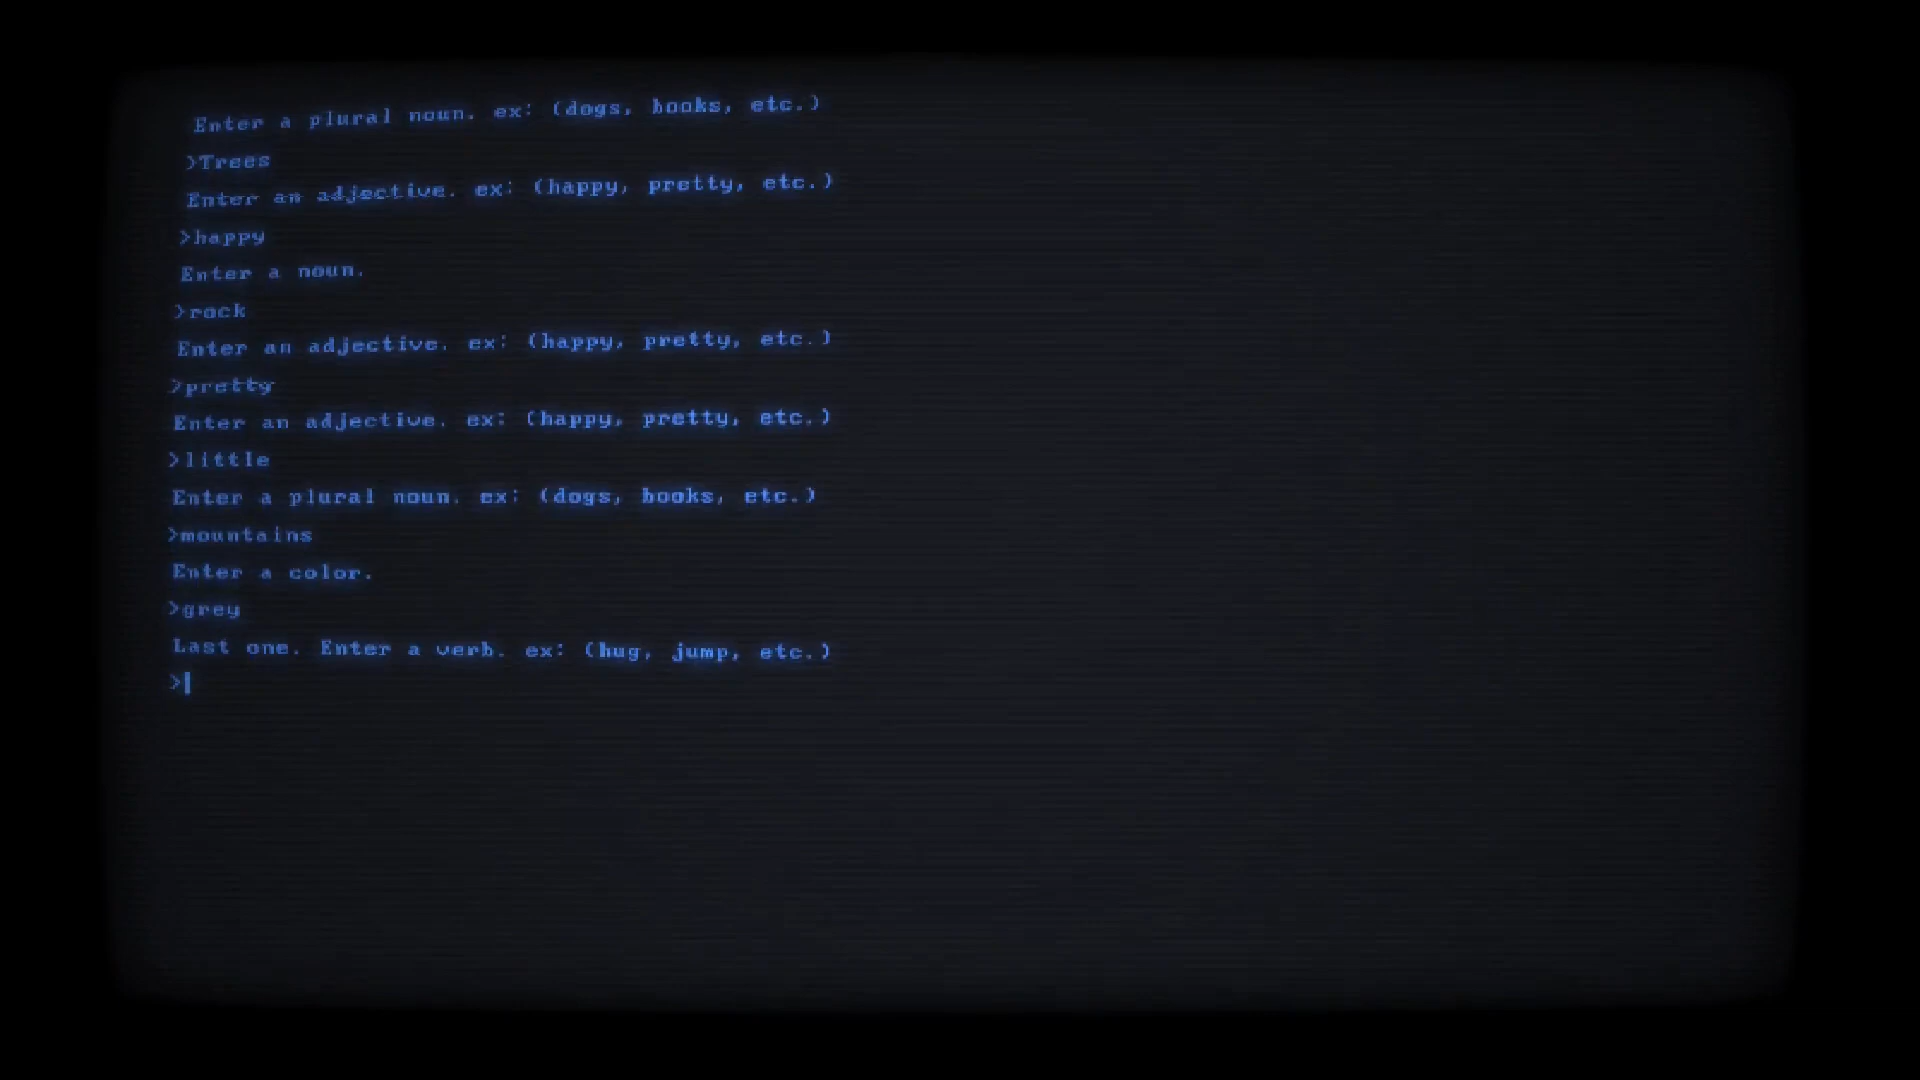 Enter a plural noun. ex: (dogs, books, etc.)
>Trees
Enter an adjective. ex: (happy, pretty, etc.)
>happy
Enter a noun.
>rock
Enter an adjective. ex: (happy, pretty, etc.)
>pretty
Enter an adjective. ex: (happy, pretty, etc.)
>little
Enter a plural noun. ex: (dogs, books, etc.)
>mountains
Enter a color.
>grey
Last one. Enter a verb. ex: (hug, jump, etc.)
>